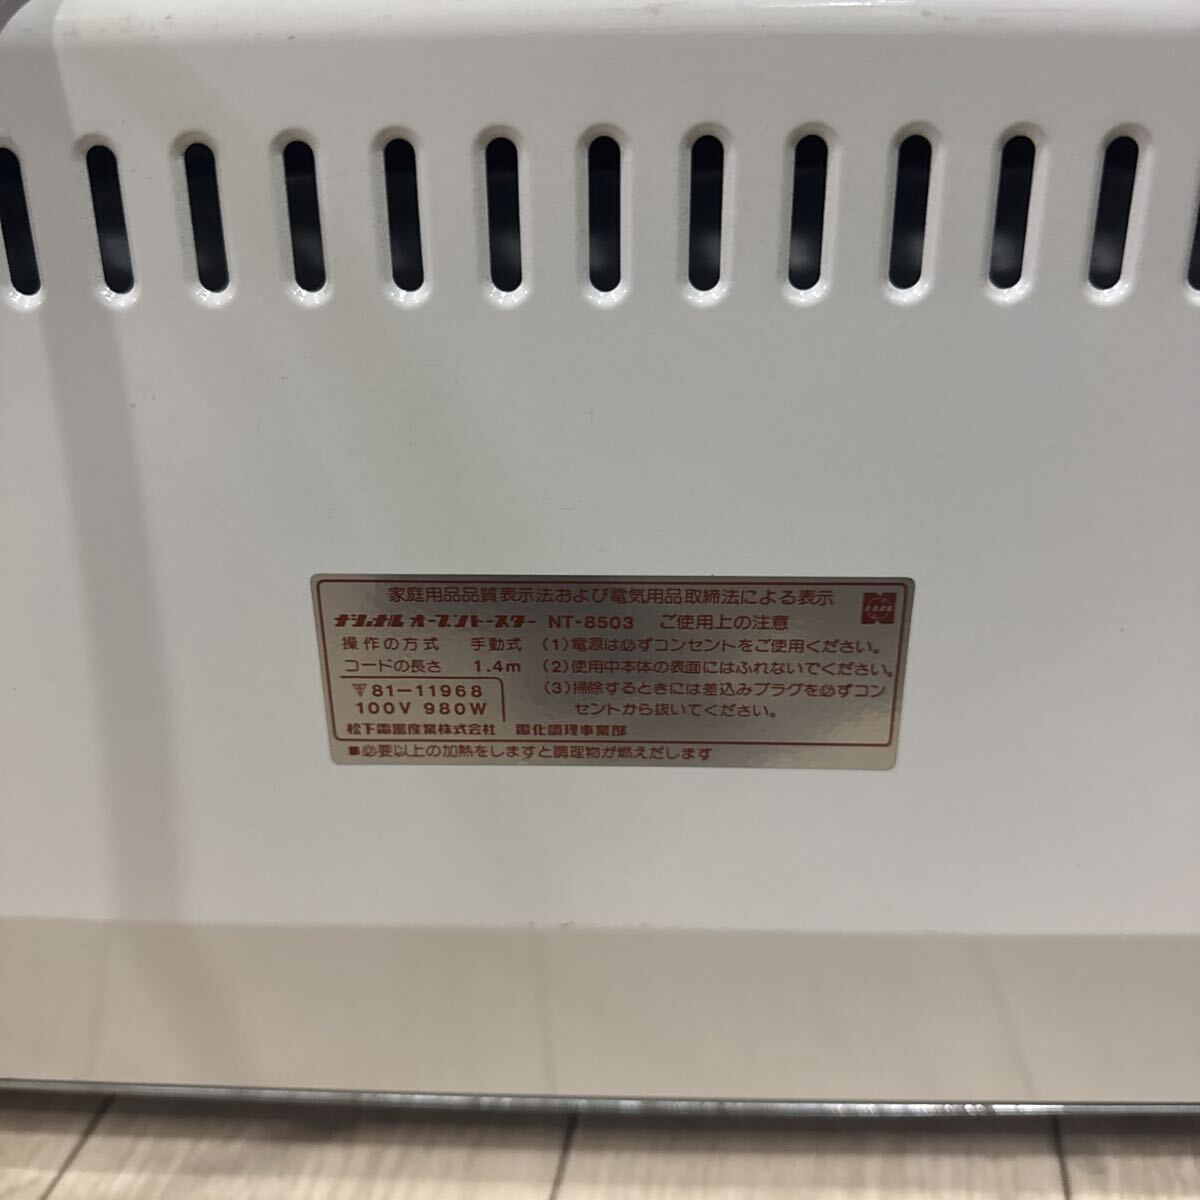 家庭用品品質表示法および電気用品取締法による表示
ナショナル オーブントースター NT-8503 ご使用上の注意
操作の方式 手動式 (1)電源は必ずコンセントをご使用ください。
コードの長さ 1.4m (2)使用中本体の表面にはふれないでください。
81-11968 (3)掃除するときには差込みプラグを必ずコン
100V 980W セントから抜いてください。
松下電器産業株式会社 電化調理事業部
■必要以上の加熱をしますと調理物が燃えだします